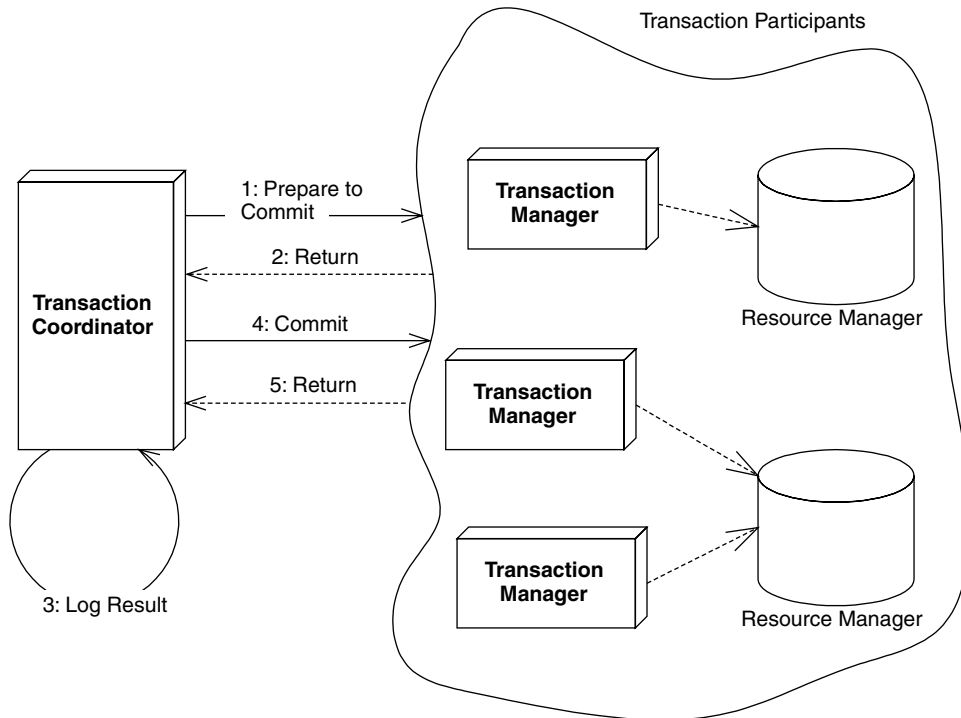 Transaction Participants
1: Prepare to
Commit
Transaction
Manager
2: Return
Transaction
Coordinator
4: Commit
Resource Manager
5: Return
Transaction
Manager
Transaction
Manager
3: Log Result
Resource Manager